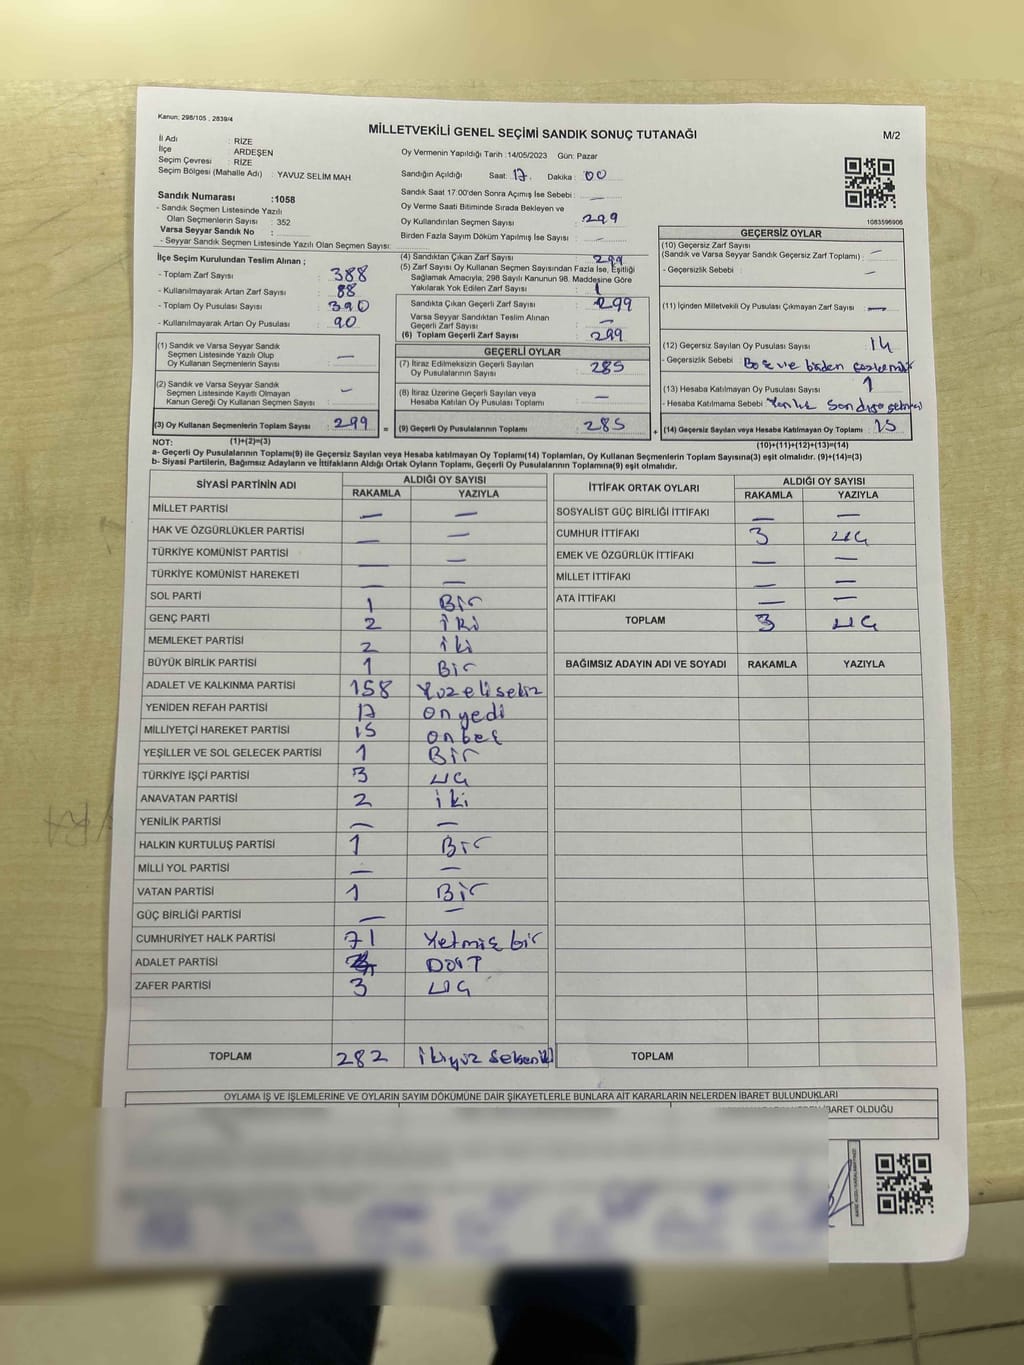 Kanun; 298/105 , 2839/4
MİLLETVEKİLİ GENEL SEÇİMİ SANDIK SONUÇ TUTANAĞI
M/2
İl Adı : RİZE
İlçe : ARDEŞEN
Seçim Çevresi : RİZE
Seçim Bölgesi (Mahalle Adı) : YAVUZ SELİM MAH.
Sandık Numarası :1058
- Sandık Seçmen Listesinde Yazılı
Olan Seçmenlerin Sayısı : 352
Varsa Seyyar Sandık No :
- Seyyar Sandık Seçmen Listesinde Yazılı Olan Seçmen Sayısı:
Oy Vermenin Yapıldığı Tarih :14/05/2023 Gün: Pazar
Sandığın Açıldığı Saat: 17. Dakika : 00
Sandık Saat 17:00'den Sonra Açılmış İse Sebebi : —
Oy Verme Saati Bitiminde Sırada Bekleyen ve
Oy Kullandırılan Seçmen Sayısı : 299
Birden Fazla Sayım Döküm Yapılmış İse Sayısı : —
1083596906
İlçe Seçim Kurulundan Teslim Alınan ;
- Toplam Zarf Sayısı : 388
- Kullanılmayarak Artan Zarf Sayısı : 88
- Toplam Oy Pusulası Sayısı : 390
- Kullanılmayarak Artan Oy Pusulası : 90
(1) Sandık ve Varsa Seyyar Sandık
Seçmen Listesinde Yazılı Olup
Oy Kullanan Seçmenlerin Sayısı : —
(2) Sandık ve Varsa Seyyar Sandık
Seçmen Listesinde Kayıtlı Olmayan
Kanun Gereği Oy Kullanan Seçmen Sayısı : —
(3) Oy Kullanan Seçmenlerin Toplam Sayısı : 299 =
(4) Sandıktan Çıkan Zarf Sayısı : 299
(5) Zarf Sayısı Oy Kullanan Seçmen Sayısından Fazla İse, Eşitliği
Sağlamak Amacıyla, 298 Sayılı Kanunun 98. Maddesine Göre
Yakılarak Yok Edilen Zarf Sayısı : 1
Sandıkta Çıkan Geçerli Zarf Sayısı : 299
Varsa Seyyar Sandıktan Teslim Alınan
Geçerli Zarf Sayısı : —
(6) Toplam Geçerli Zarf Sayısı : 299
GEÇERLİ OYLAR
(7) İtiraz Edilmeksizin Geçerli Sayılan
Oy Pusulalarının Sayısı : 285
(8) İtiraz Üzerine Geçerli Sayılan veya
Hesaba Katılan Oy Pusulası Toplamı : —
(9) Geçerli Oy Pusulalarının Toplamı : 285 +
GEÇERSİZ OYLAR
(10) Geçersiz Zarf Sayısı
(Sandık ve Varsa Seyyar Sandık Geçersiz Zarf Toplamı) : —
- Geçersizlik Sebebi : —
(11) İçinden Milletvekili Oy Pusulası Çıkmayan Zarf Sayısı : —
(12) Geçersiz Sayılan Oy Pusulası Sayısı : 14
- Geçersizlik Sebebi : Boş ve birden
(13) Hesaba Katılmayan Oy Pusulası Sayısı : 1
- Hesaba Katılmama Sebebi : Yanlık Sandığa
(14) Geçersiz Sayılan veya Hesaba Katılmayan Oy Toplamı : 15
NOT: (1)+(2)=(3)
(10)+(11)+(12)+(13)=(14)
a- Geçerli Oy Pusulalarının Toplamı(9) ile Geçersiz Sayılan veya Hesaba katılmayan Oy Toplamı(14) Toplamları, Oy Kullanan Seçmenlerin Toplam Sayısına(3) eşit olmalıdır. (9)+(14)=(3)
b- Siyasi Partilerin, Bağımsız Adayların ve İttifakların Aldığı Ortak Oyların Toplamı, Geçerli Oy Pusulalarının Toplamına(9) eşit olmalıdır.
SİYASİ PARTİNİN ADI ALDIĞI OY SAYISI
RAKAMLA YAZIYLA
MİLLET PARTİSİ — —
HAK VE ÖZGÜRLÜKLER PARTİSİ — —
TÜRKİYE KOMÜNİST PARTİSİ — —
TÜRKİYE KOMÜNİST HAREKETİ — —
SOL PARTİ 1 Bir
GENÇ PARTİ 2 iki
MEMLEKET PARTİSİ 2 iki
BÜYÜK BİRLİK PARTİSİ 1 Bir
ADALET VE KALKINMA PARTİSİ 158 Yüzelisekiz
YENİDEN REFAH PARTİSİ 17 onyedi
MİLLİYETÇİ HAREKET PARTİSİ 15 onbeş
YEŞİLLER VE SOL GELECEK PARTİSİ 1 Bir
TÜRKİYE İŞÇİ PARTİSİ 3 üç
ANAVATAN PARTİSİ 2 iki
YENİLİK PARTİSİ — —
HALKIN KURTULUŞ PARTİSİ 1 Bir
MİLLİ YOL PARTİSİ — —
VATAN PARTİSİ 1 Bir
GÜÇ BİRLİĞİ PARTİSİ — —
CUMHURİYET HALK PARTİSİ 71 Yetmiş bir
ADALET PARTİSİ DÖRT
ZAFER PARTİSİ 3 üç
TOPLAM 282 ikiyüz Sekseniki
İTTİFAK ORTAK OYLARI ALDIĞI OY SAYISI
RAKAMLA YAZIYLA
SOSYALİST GÜÇ BİRLİĞİ İTTİFAKI — —
CUMHUR İTTİFAKI 3 üç
EMEK VE ÖZGÜRLÜK İTTİFAKI — —
MİLLET İTTİFAKI — —
ATA İTTİFAKI — —
TOPLAM 3 üç
BAĞIMSIZ ADAYIN ADI VE SOYADI RAKAMLA YAZIYLA
TOPLAM
OYLAMA İŞ VE İŞLEMLERİNE VE OYLARIN SAYIM DÖKÜMÜNE DAİR ŞİKAYETLERLE BUNLARA AİT KARARLARIN NELERDEN İBARET BULUNDUKLARI
İBARET OLDUĞU